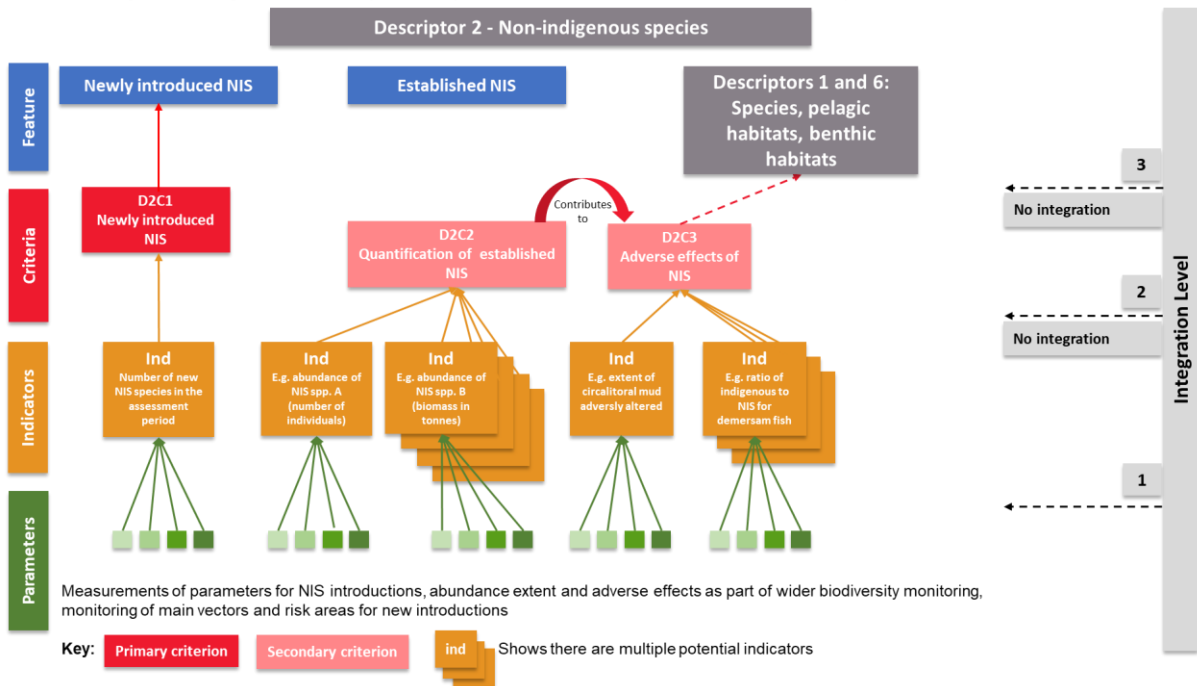 Descriptor 2 - Non-indigenous species
Feature
Newly introduced NIS
Established NIS
Descriptors 1 and 6:
Species, pelagic
habitats, benthic
habitats
3
No integration
Criteria
D2C1
Newly introduced
NIS
D2C2
Quantification of established
NIS
Contributes
to
D2C3
Adverse effects of
NIS
2
No integration
Integration Level
Indicators
Ind
Number of new
NIS species in the
assessment
period
Ind
E.g. abundance of
NIS spp. A
(number of
individuals)
Ind
E.g. abundance of
NIS spp. B
(biomass in
tonnes)
Ind
E.g. extent of
circalitoral mud
adversly altered
Ind
E.g. ratio of
indigenous to
NIS for
demersam fish
1
Parameters
Measurements of parameters for NIS introductions, abundance extent and adverse effects as part of wider biodiversity monitoring,
monitoring of main vectors and risk areas for new introductions
Key:
Primary criterion
Secondary criterion
ind
Shows there are multiple potential indicators